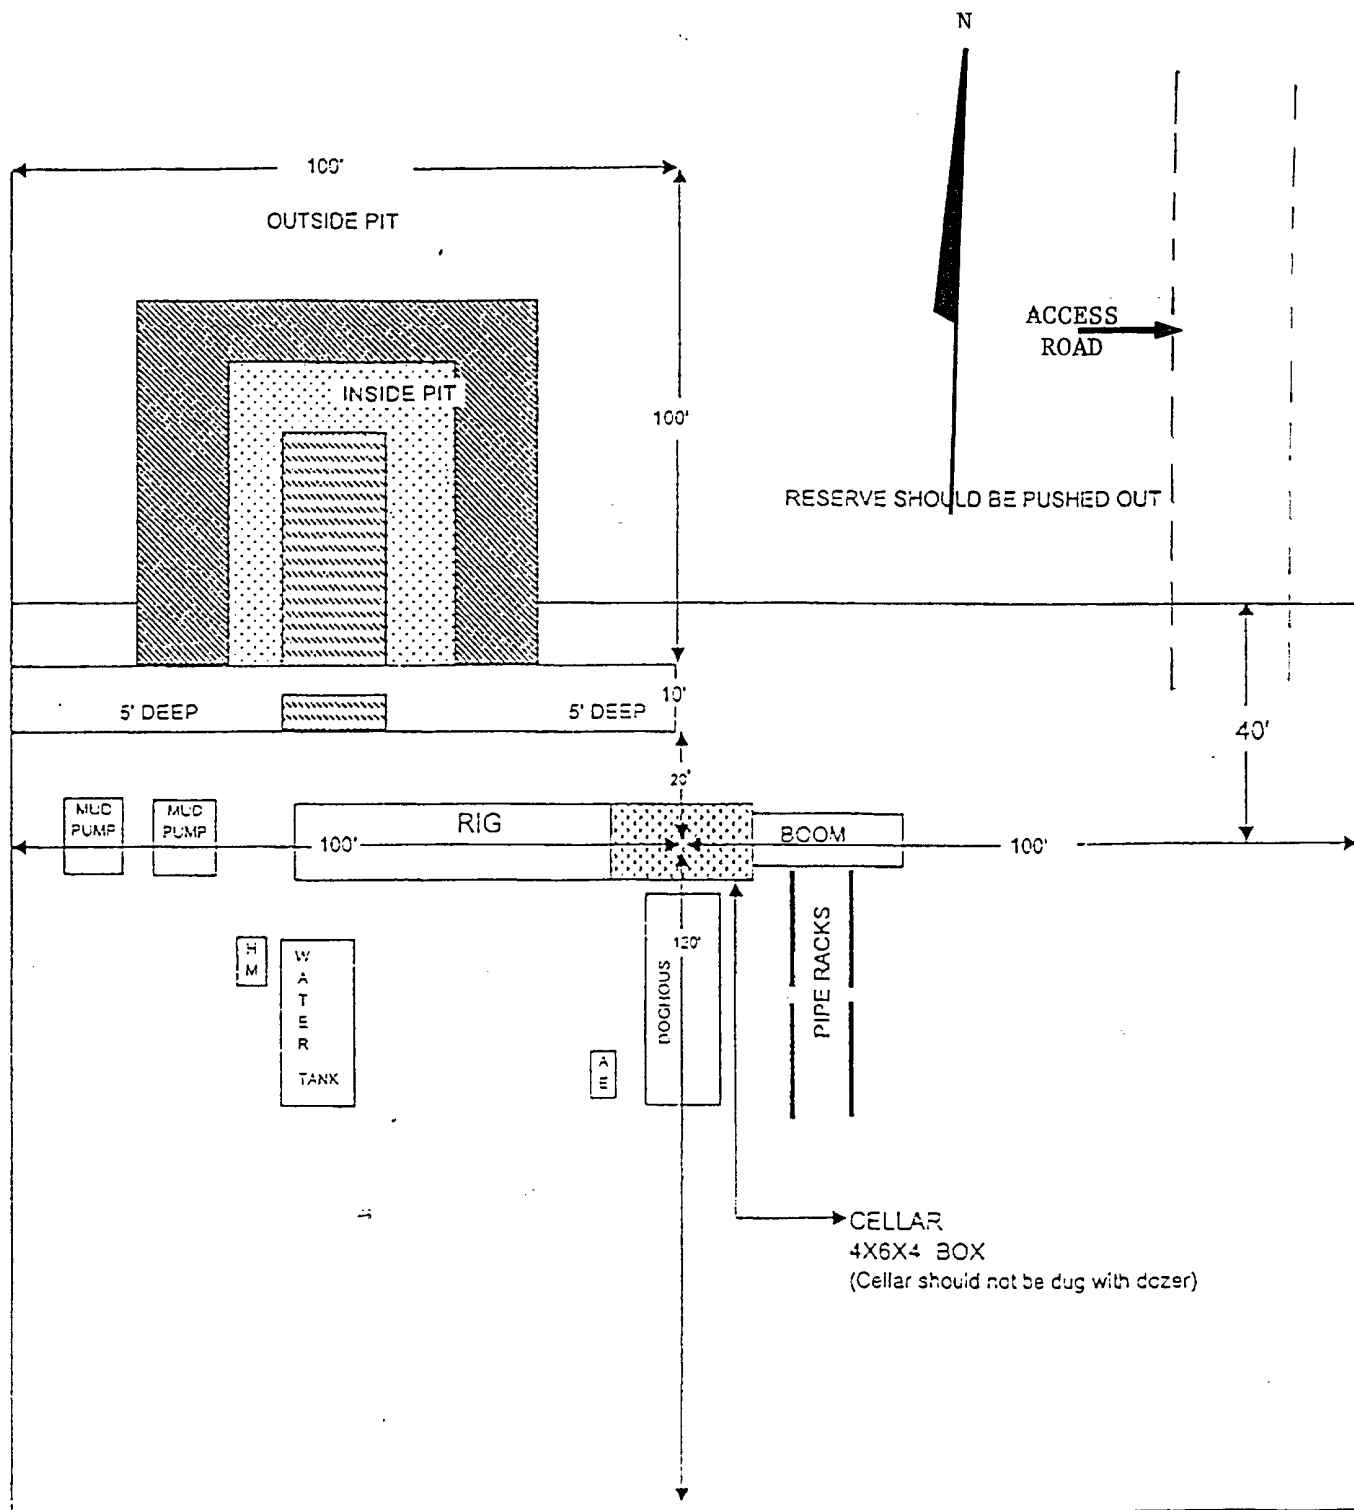 N
100'
OUTSIDE PIT
ACCESS
ROAD
INSIDE PIT
100'
RESERVE SHOULD BE PUSHED OUT
10'
5' DEEP
5' DEEP
40'
20'
MUD
PUMP
MUD
PUMP
RIG
BOOM
100'
100'
H
M
W
A
T
E
R
TANK
120'
DOGHOUS
PIPE RACKS
A
E
CELLAR
4X6X4 BOX
(Cellar should not be dug with dozer)